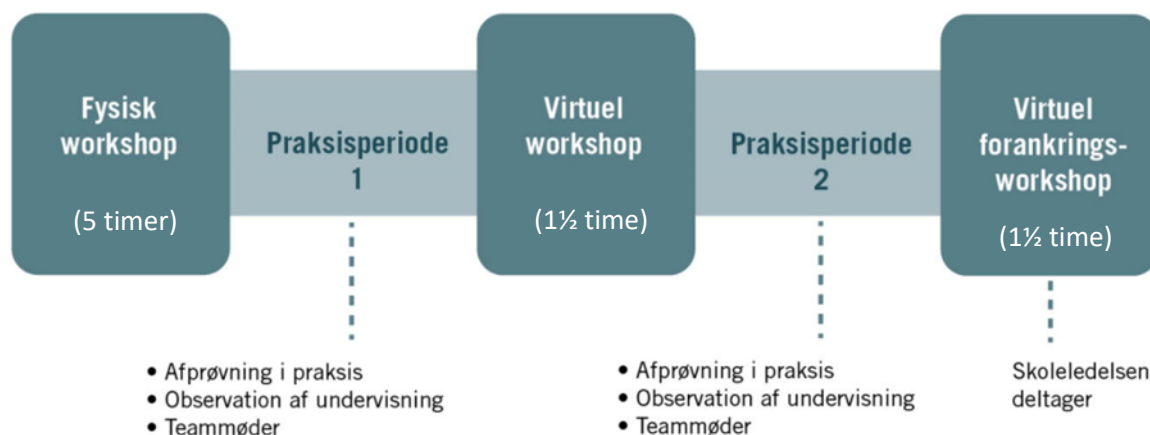 Fysisk
workshop
(5 timer)
Praksisperiode
1
Virtuel
workshop
(1½ time)
Praksisperiode
2
Virtuel
forankrings-
workshop
(1½ time)
• Afprøvning i praksis
• Observation af undervisning
• Teammøder
• Afprøvning i praksis
• Observation af undervisning
• Teammøder
Skoleledelsen
deltager